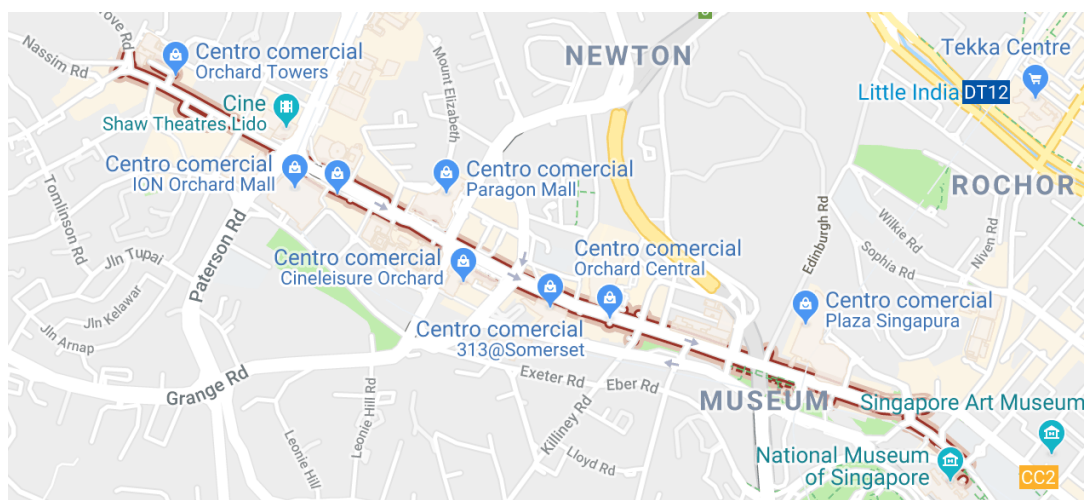 Nassim Rd
ove Rd
Centro comercial
Orchard Towers
Cine
Shaw Theatres Lido
Mount Elizabeth
NEWTON
Tekka Centre
Little India DT12
Centro comercial
ION Orchard Mall
Centro comercial
Paragon Mall
ROCHOR
Tomlinson Rd
Paterson Rd
Edinburgh Rd
Wilkie Rd
Sophia Rd
Niven Rd
Jln Tupai
Jln Kelawar
Jln Arnap
Centro comercial
Cineleisure Orchard
Centro comercial
Orchard Central
Centro comercial
Plaza Singapura
Centro comercial
313@Somerset
Grange Rd
Exeter Rd
Eber Rd
MUSEUM
Singapore Art Museum
Leonie Hill Rd
Leonie Hill
Killiney Rd
Lloyd Rd
National Museum
of Singapore
CC2